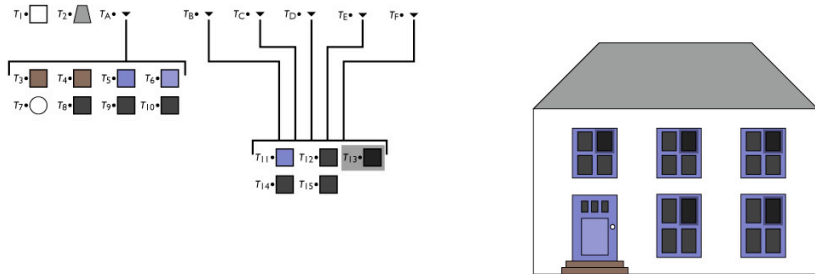 T1 T2 TA TB TC TD TE TF
T3 T4 T5 T6
T7 T8 T9 T10
T11 T12 T13
T14 T15